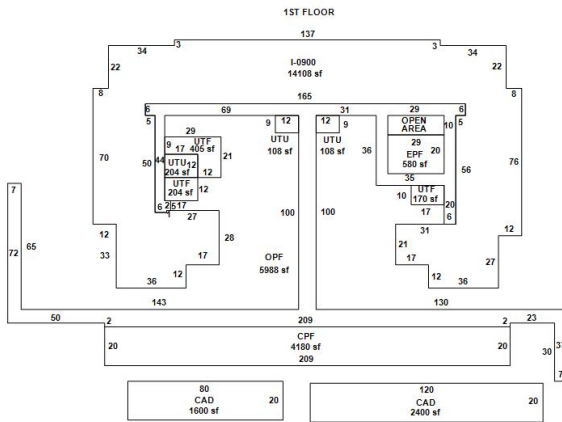 1ST FLOOR
137
34 3 3 34
22 I-0900 22
14108 sf
8 8
165
6 6
5 69 9 12 12 9 31 29 5
OPEN
AREA 10
29 UTU UTU 29
9 UTF 108 sf 108 sf EPF 20
17 405 sf 580 sf
70 50 44 UTU 12 21 36 56 76
204 sf 12
UTF 12 35
204 sf 10 UTF 20
170 sf
7 6 2 5 17 17 6
1 27 100 100 31
12 28 21 12
65 33 OPF 27
72 17 5988 sf 17
12 12
36 36
143 130
50 2 209 2 23
20 CPF 20 30 37
4180 sf
209 7
80 120
CAD 20 CAD 20
1600 sf 2400 sf